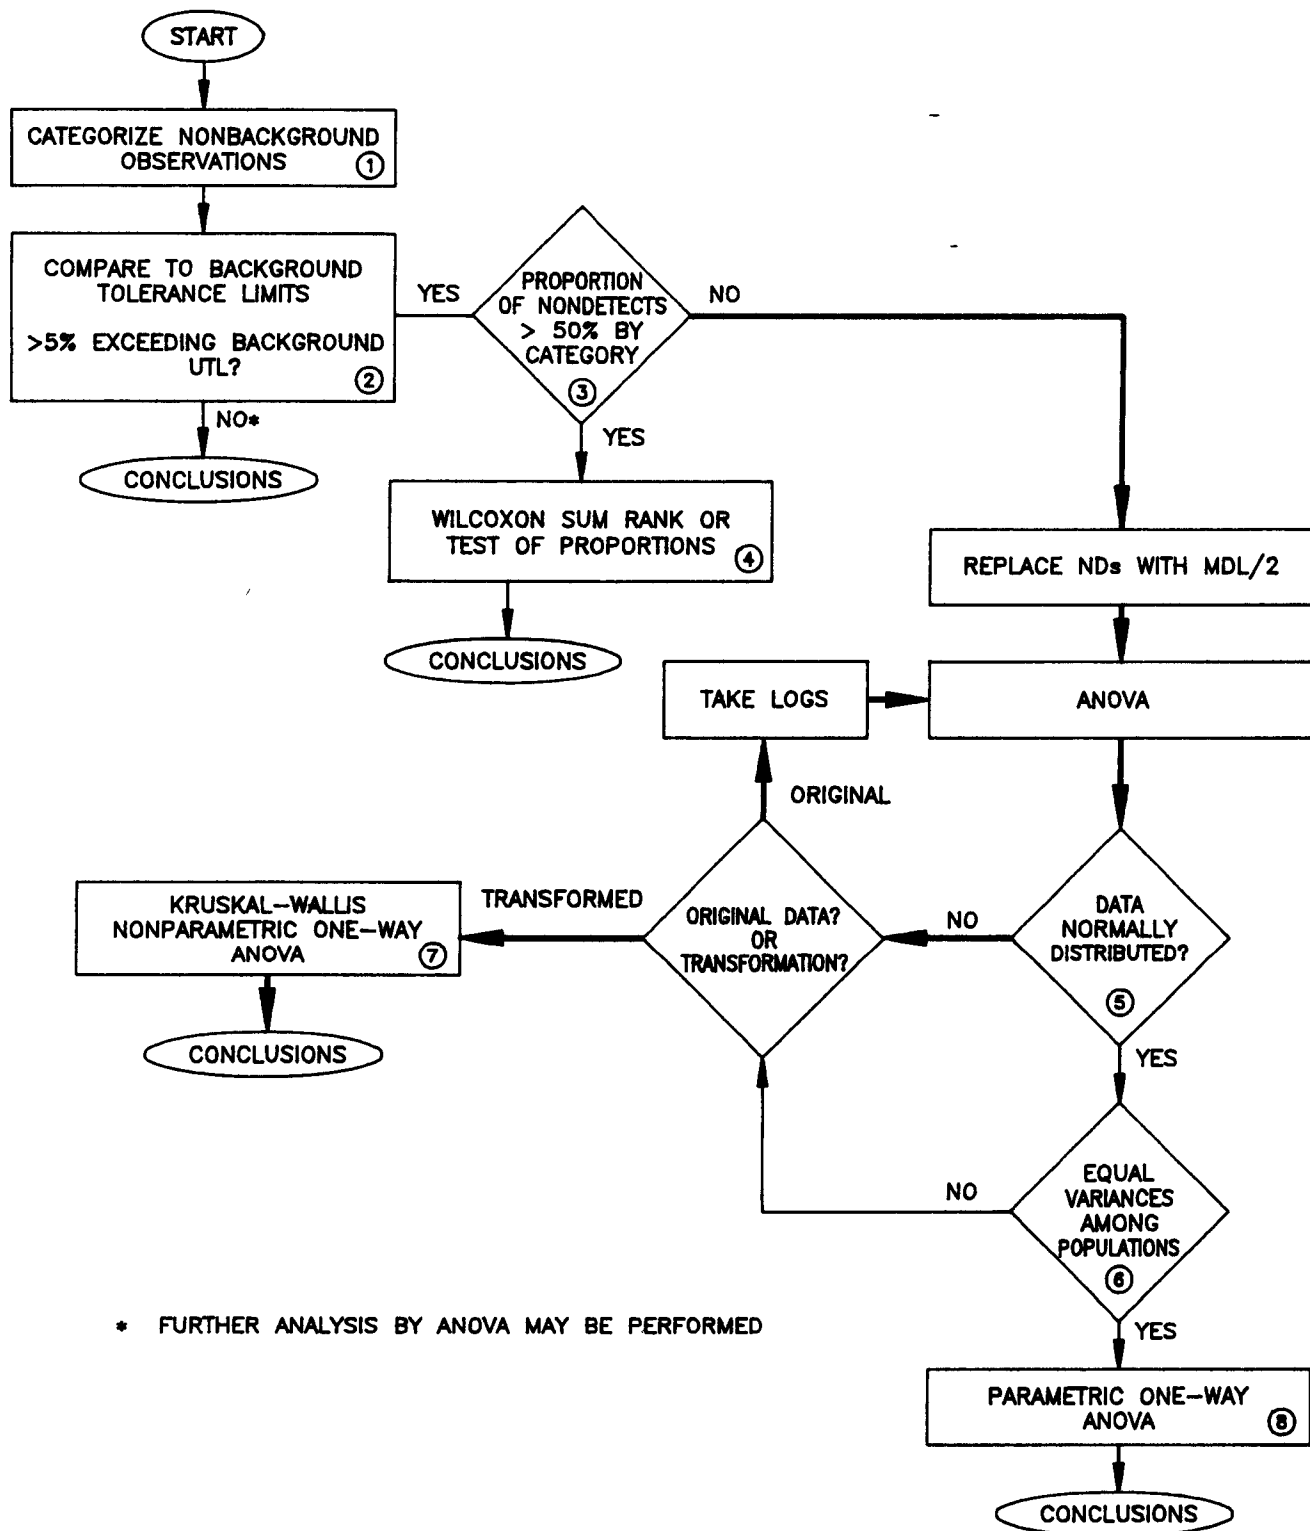 START
CATEGORIZE NONBACKGROUND
OBSERVATIONS
1
COMPARE TO BACKGROUND
TOLERANCE LIMITS
>5% EXCEEDING BACKGROUND
UTL?
2
NO*
CONCLUSIONS
YES
PROPORTION
OF NONDETECTS
> 50% BY
CATEGORY
3
NO
YES
WILCOXON SUM RANK OR
TEST OF PROPORTIONS
4
CONCLUSIONS
REPLACE NDs WITH MDL/2
TAKE LOGS
ANOVA
ORIGINAL
DATA
NORMALLY
DISTRIBUTED?
5
NO
ORIGINAL DATA?
OR
TRANSFORMATION?
TRANSFORMED
KRUSKAL-WALLIS
NONPARAMETRIC ONE-WAY
ANOVA
7
CONCLUSIONS
YES
EQUAL
VARIANCES
AMONG
POPULATIONS
6
NO
YES
PARAMETRIC ONE-WAY
ANOVA
8
CONCLUSIONS
* FURTHER ANALYSIS BY ANOVA MAY BE PERFORMED